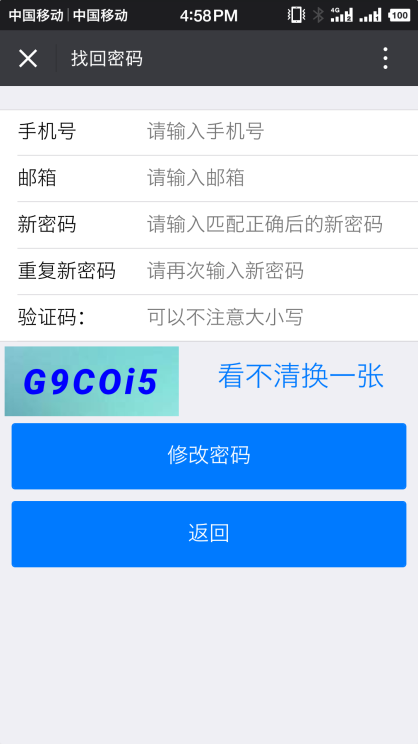 中国移动 | 中国移动 4:58PM 4G 100
找回密码
手机号 请输入手机号
邮箱 请输入邮箱
新密码 请输入匹配正确后的新密码
重复新密码 请再次输入新密码
验证码： 可以不注意大小写
G9COi5 看不清换一张
修改密码
返回